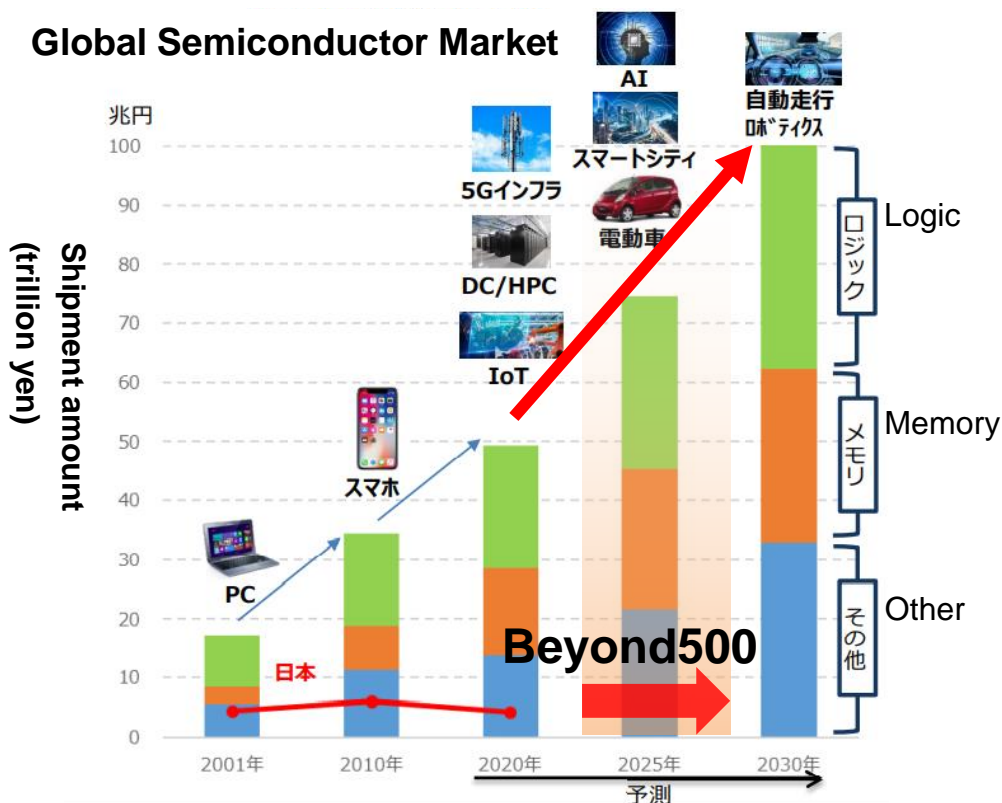 Global Semiconductor Market
兆円
Shipment amount
(trillion yen)
100
90
80
70
60
50
40
30
20
10
0
PC
スマホ
5Gインフラ
DC/HPC
IoT
AI
スマートシティ
電動車
自動走行
ﾛﾎﾞティクス
日本
Beyond500
ロジック
Logic
メモリ
Memory
その他
Other
2001年
2010年
2020年
2025年
2030年
予測